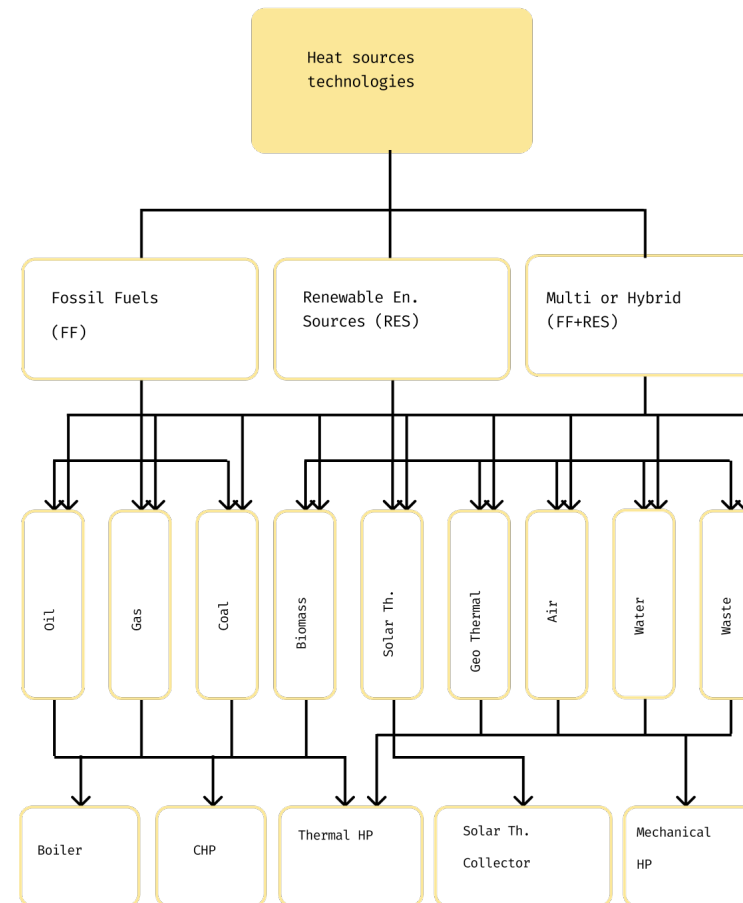 Heat sources
technologies
Fossil Fuels
(FF)
Renewable En.
Sources (RES)
Multi or Hybrid
(FF+RES)
Oil
Gas
Coal
Biomass
Solar Th.
Geo Thermal
Air
Water
Waste
Boiler
CHP
Thermal HP
Solar Th.
Collector
Mechanical
HP